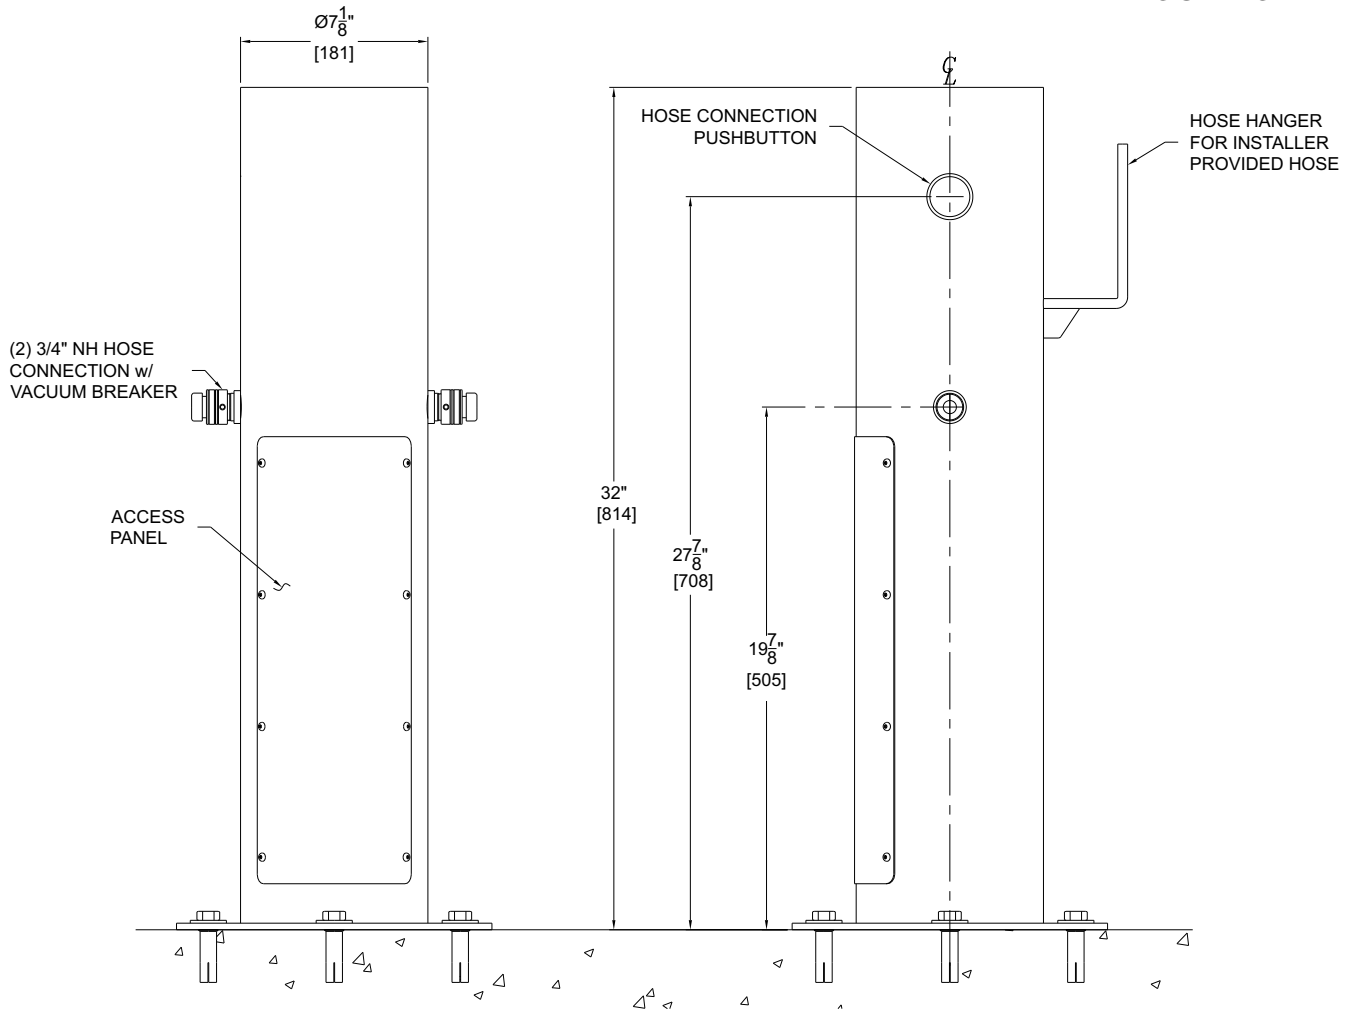 Ø7 1/8"
[181]
HOSE CONNECTION
PUSHBUTTON
HOSE HANGER
FOR INSTALLER
PROVIDED HOSE
(2) 3/4" NH HOSE
CONNECTION w/
VACUUM BREAKER
ACCESS
PANEL
32"
[814]
27 7/8"
[708]
19 7/8"
[505]
CL